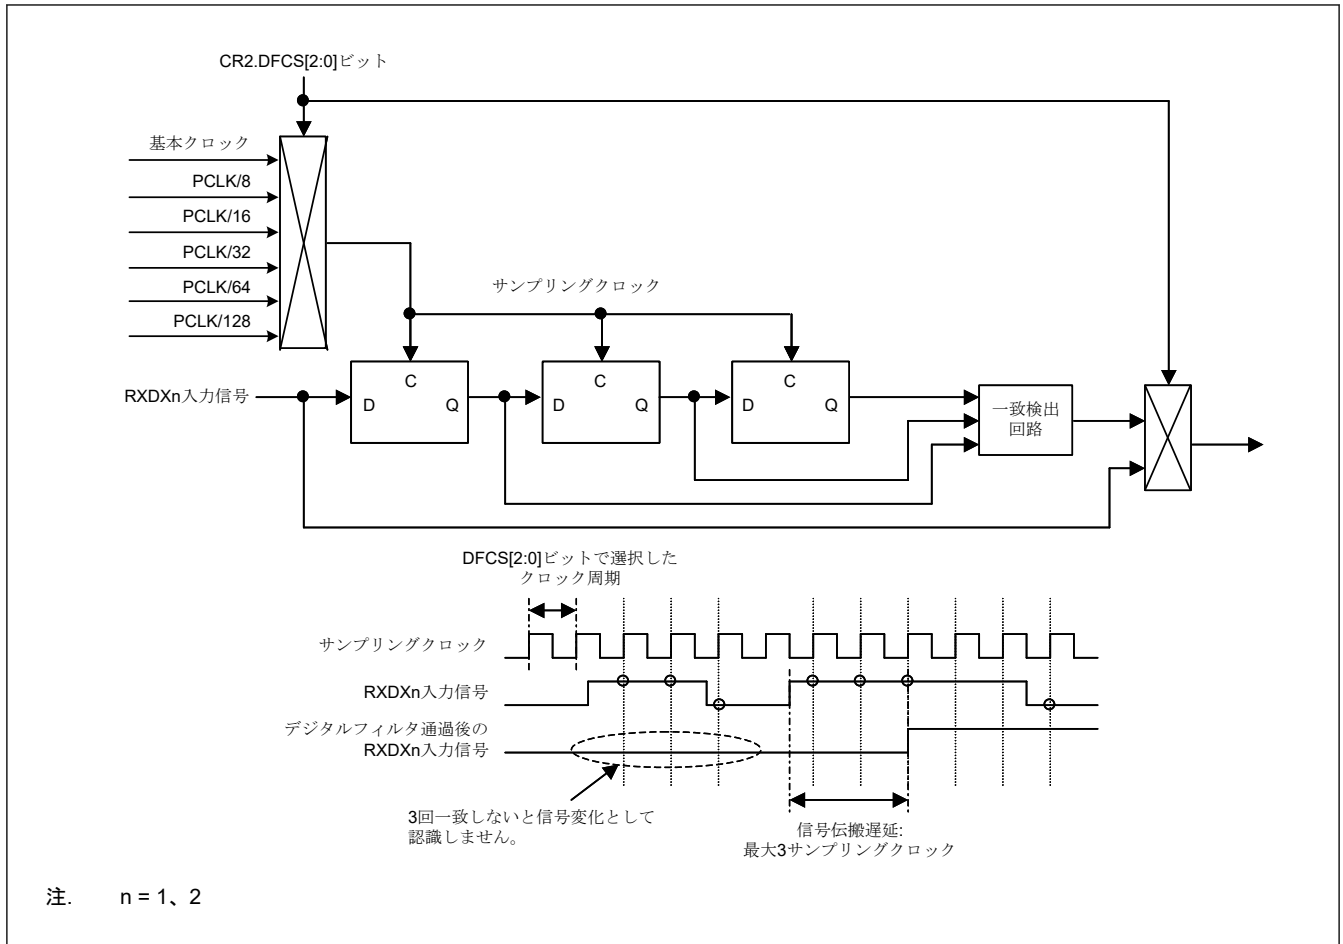 CR2.DFCS[2:0]ビット
基本クロック
PCLK/8
PCLK/16
PCLK/32
PCLK/64
PCLK/128
サンプリングクロック
RXDXn入力信号
C
D
Q
C
D
Q
C
D
Q
一致検出
回路
DFCS[2:0]ビットで選択した
クロック周期
サンプリングクロック
RXDXn入力信号
デジタルフィルタ通過後の
RXDXn入力信号
3回一致しないと信号変化として
認識しません。
信号伝搬遅延:
最大3サンプリングクロック
注. n = 1、2